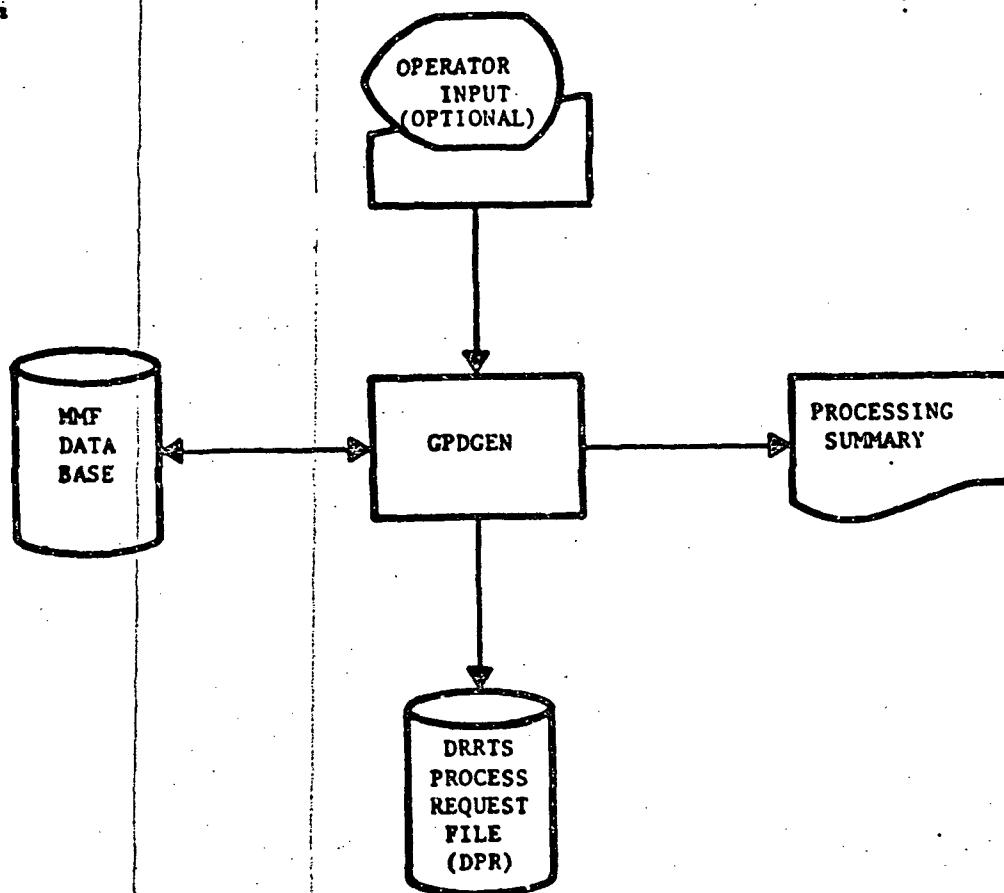 OPERATOR
INPUT
(OPTIONAL)
MMF
DATA
BASE
GPDGEN
PROCESSING
SUMMARY
DRRTS
PROCESS
REQUEST
FILE
(DPR)